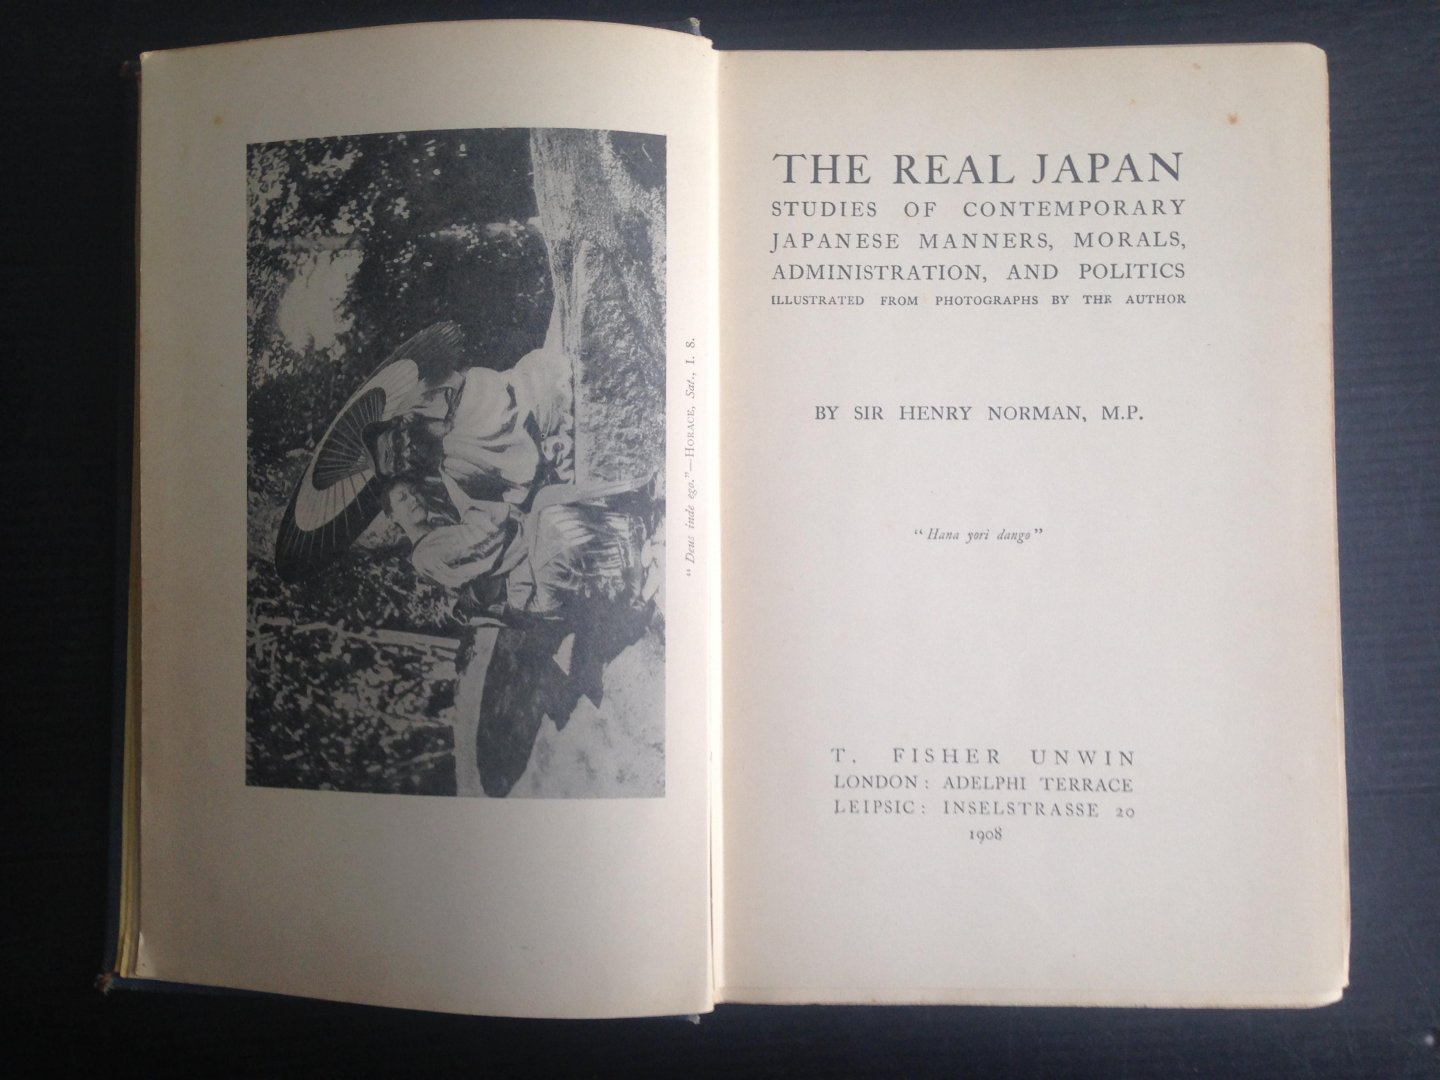 "Deus inde ego."—HORACE, Sat., I. 8.
THE REAL JAPAN
STUDIES OF CONTEMPORARY
JAPANESE MANNERS, MORALS,
ADMINISTRATION, AND POLITICS
ILLUSTRATED FROM PHOTOGRAPHS BY THE AUTHOR
BY SIR HENRY NORMAN, M.P.
"Hana yori dango"
T. FISHER UNWIN
LONDON: ADELPHI TERRACE
LEIPSIC: INSELSTRASSE 20
1908